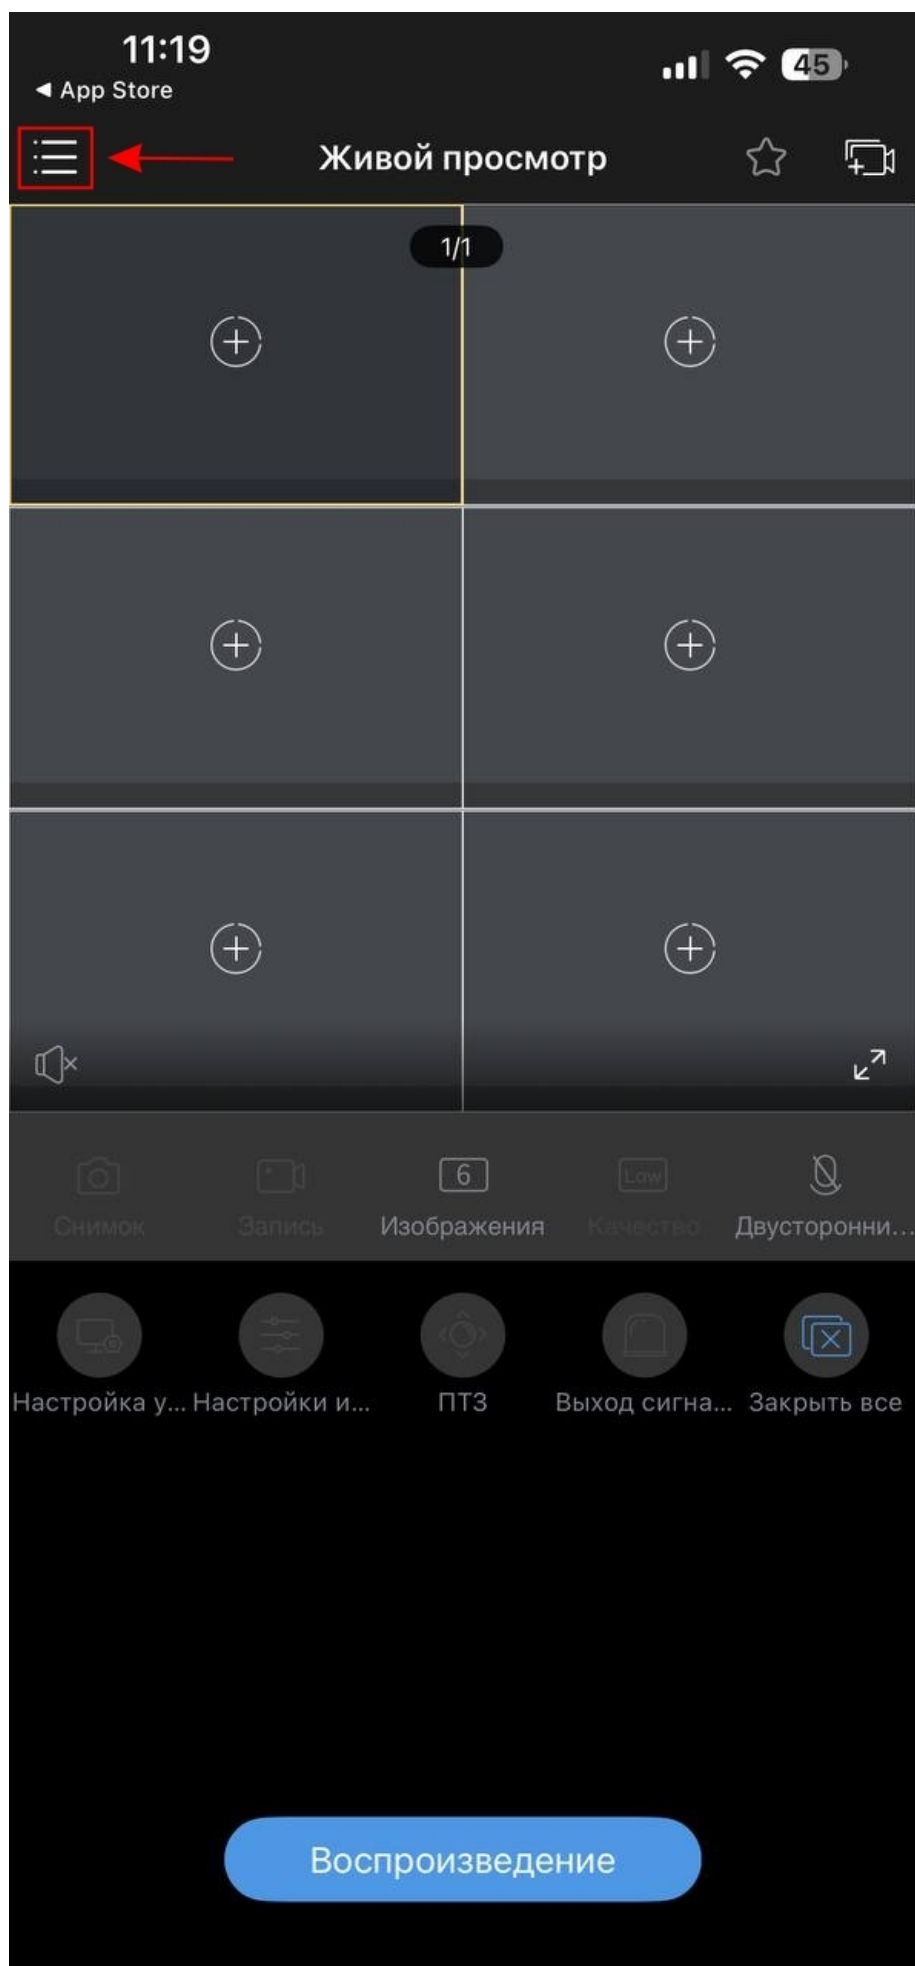 11:19
45
◀ App Store
Живой просмотр
1/1
6
Low
Снимок
Запись
Изображения
Качество
Двусторонни...
Настройка у...
Настройки и...
ПТЗ
Выход сигна...
Закрыть все
Воспроизведение